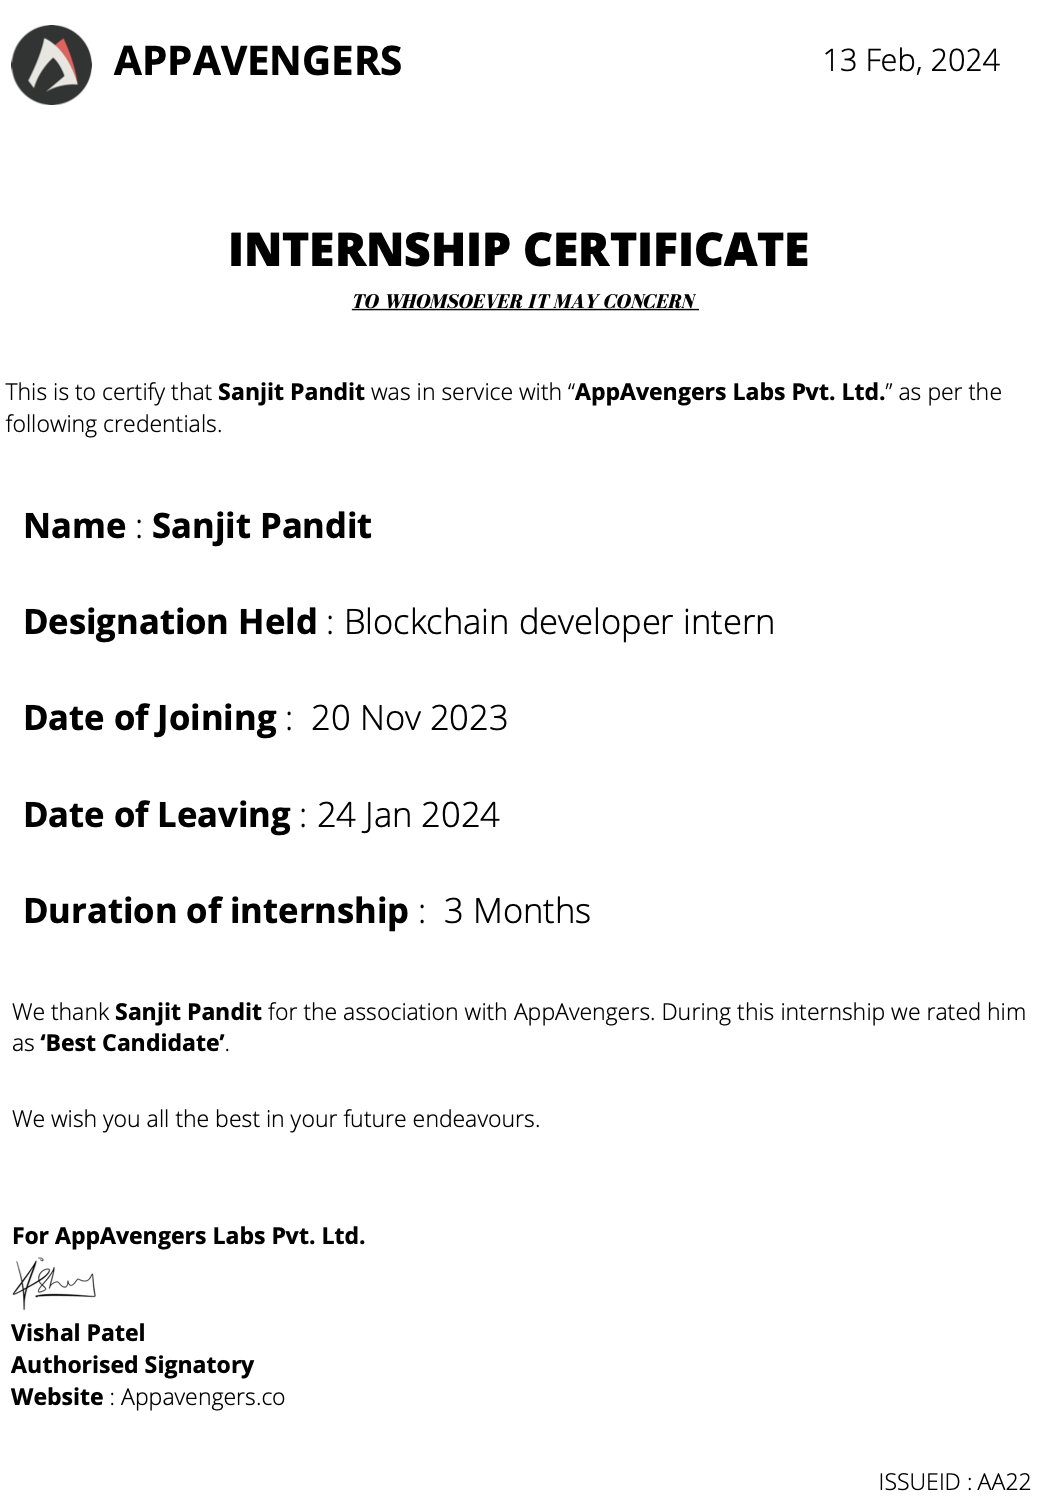 APPAVENGERS
13 Feb, 2024
INTERNSHIP CERTIFICATE
TO WHOMSOEVER IT MAY CONCERN
This is to certify that Sanjit Pandit was in service with “AppAvengers Labs Pvt. Ltd.” as per the
following credentials.
Name : Sanjit Pandit
Designation Held : Blockchain developer intern
Date of Joining :  20 Nov 2023
Date of Leaving : 24 Jan 2024
Duration of internship :  3 Months
We thank Sanjit Pandit for the association with AppAvengers. During this internship we rated him
as ‘Best Candidate’.
We wish you all the best in your future endeavours.
For AppAvengers Labs Pvt. Ltd.
Vishal Patel
Authorised Signatory
Website : Appavengers.co
ISSUEID : AA22